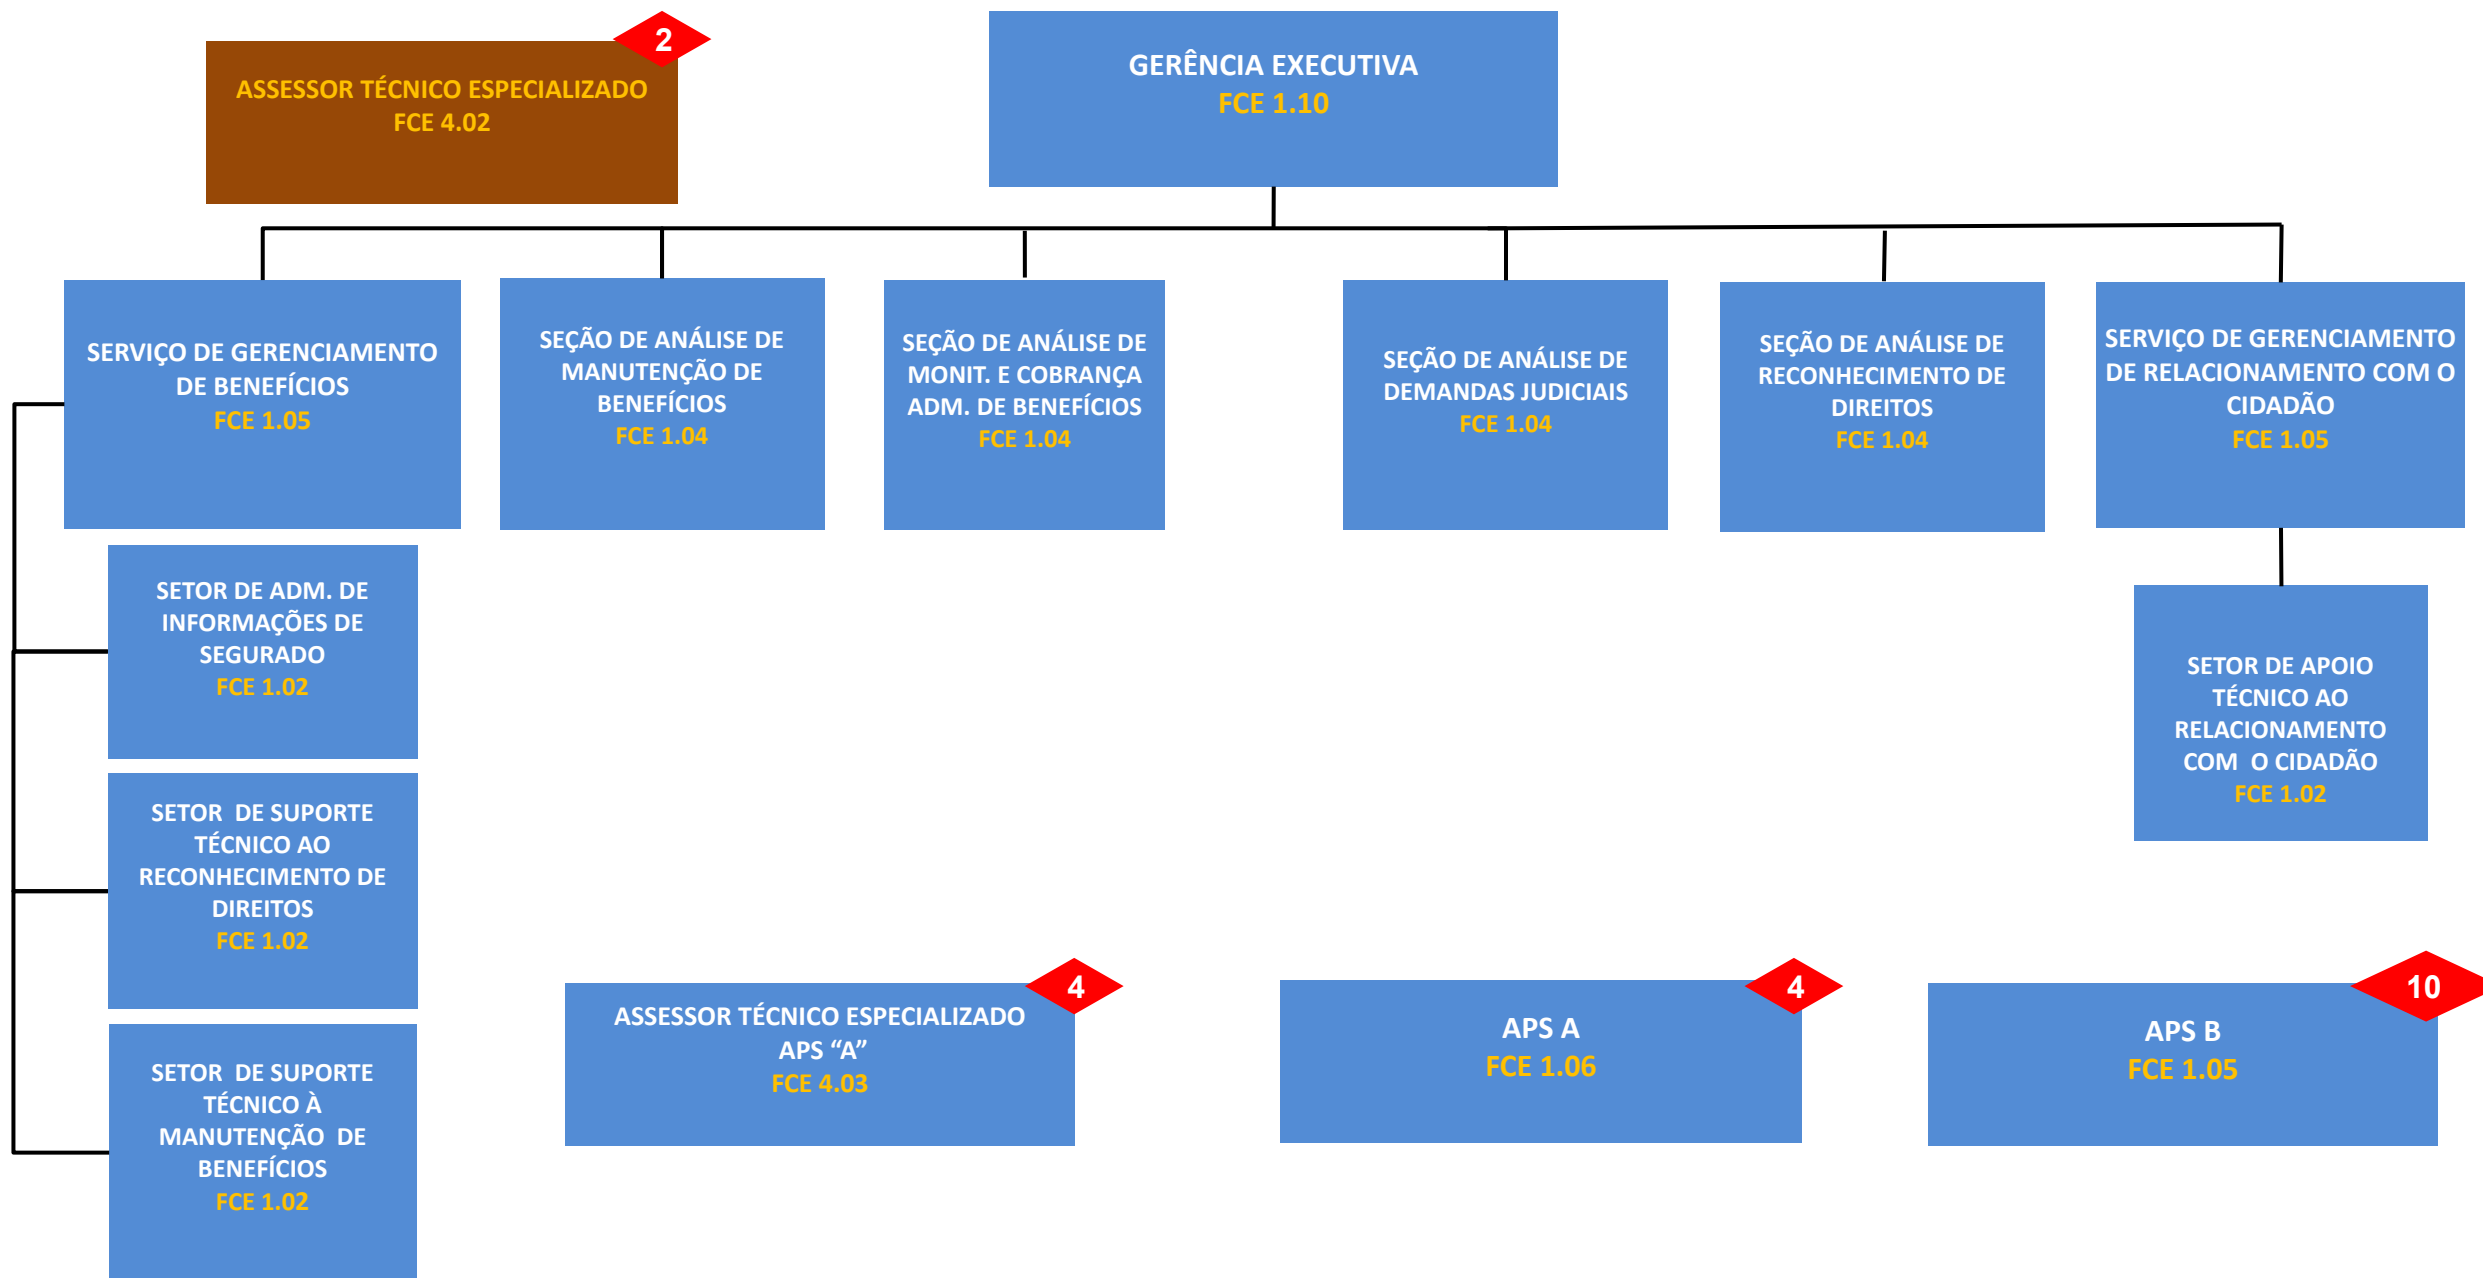 2
ASSESSOR TÉCNICO ESPECIALIZADO
FCE 4.02
GERÊNCIA EXECUTIVA
FCE 1.10
SERVIÇO DE GERENCIAMENTO
DE BENEFÍCIOS
FCE 1.05
SEÇÃO DE ANÁLISE DE
MANUTENÇÃO DE
BENEFÍCIOS
FCE 1.04
SEÇÃO DE ANÁLISE DE
MONIT. E COBRANÇA
ADM. DE BENEFÍCIOS
FCE 1.04
SEÇÃO DE ANÁLISE DE
DEMANDAS JUDICIAIS
FCE 1.04
SEÇÃO DE ANÁLISE DE
RECONHECIMENTO DE
DIREITOS
FCE 1.04
SERVIÇO DE GERENCIAMENTO
DE RELACIONAMENTO COM O
CIDADÃO
FCE 1.05
SETOR DE ADM. DE
INFORMAÇÕES DE
SEGURADO
FCE 1.02
SETOR DE APOIO
TÉCNICO AO
RELACIONAMENTO
COM O CIDADÃO
FCE 1.02
SETOR DE SUPORTE
TÉCNICO AO
RECONHECIMENTO DE
DIREITOS
FCE 1.02
SETOR DE SUPORTE
TÉCNICO À
MANUTENÇÃO DE
BENEFÍCIOS
FCE 1.02
4
ASSESSOR TÉCNICO ESPECIALIZADO
APS “A”
FCE 4.03
4
APS A
FCE 1.06
10
APS B
FCE 1.05